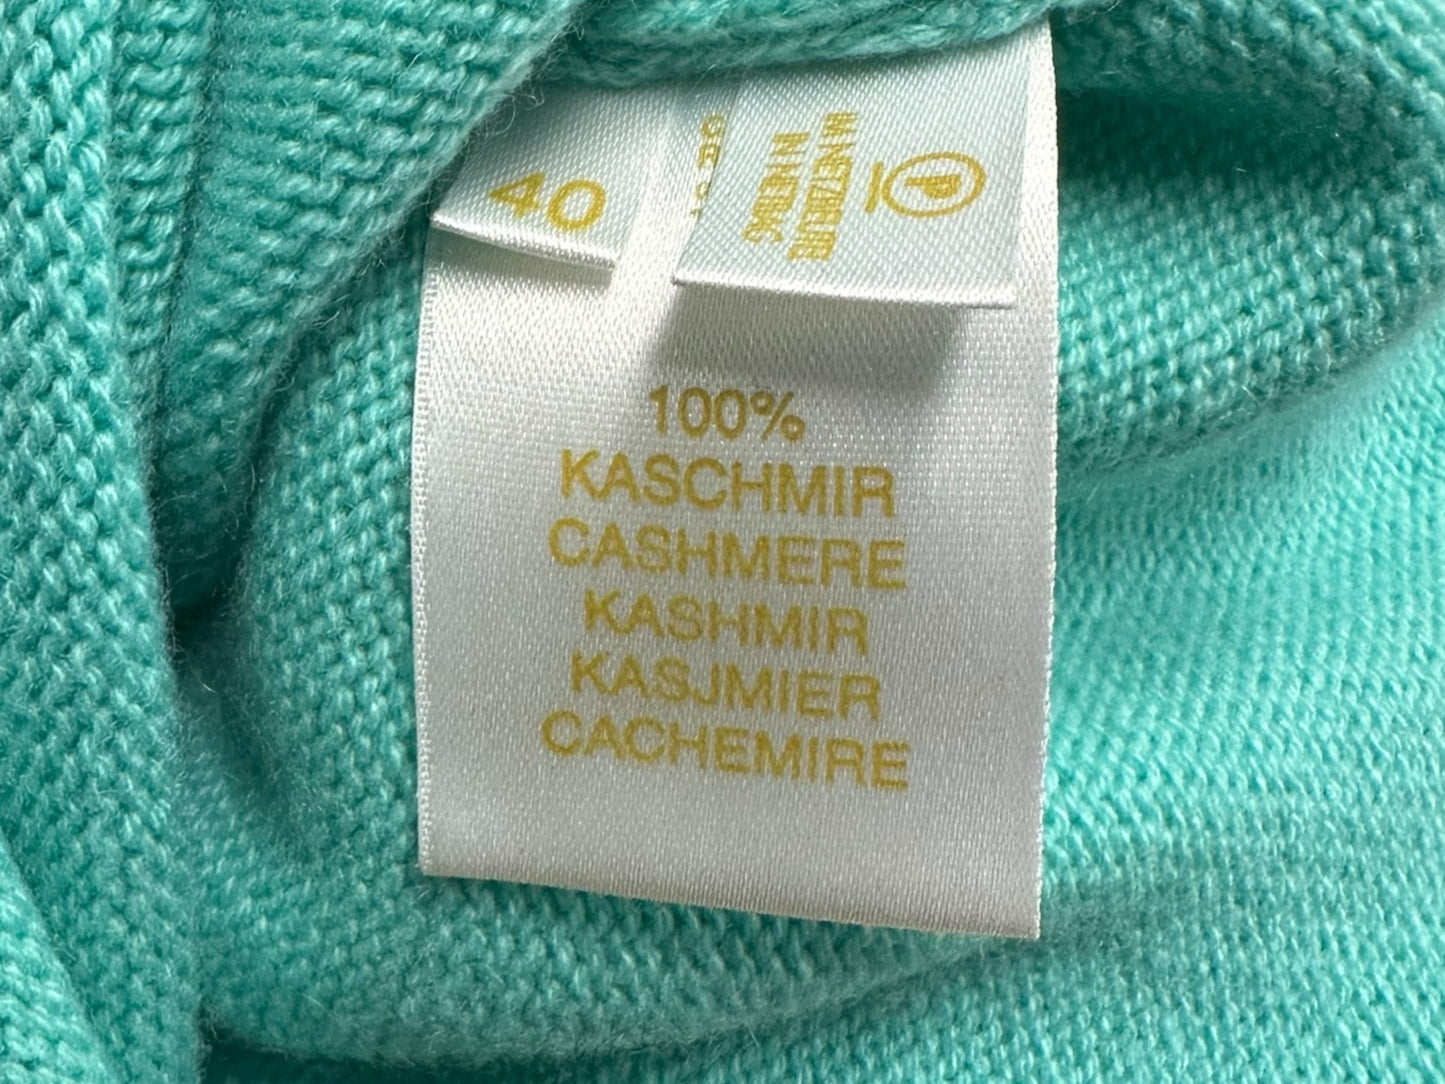 40
P
100%
KASCHMIR
CASHMERE
KASHMIR
KASJMIER
CACHEMIRE